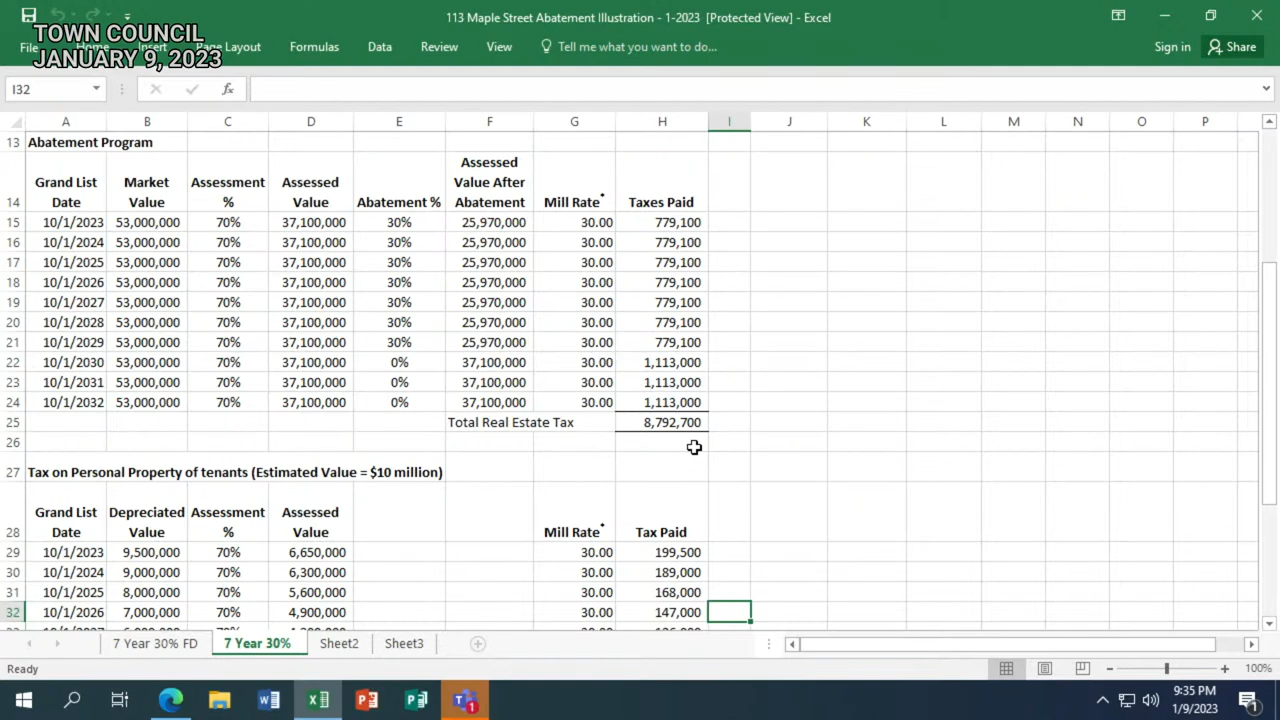 113 Maple Street Abatement Illustration - 1-2023 [Protected View] - Excel
TOWN COUNCIL
JANUARY 9, 2023
File Home Insert Page Layout Formulas Data Review View Tell me what you want to do... Sign in Share
I32 fx
A B C D E F G H I J K L M N O P
13 Abatement Program
14 Grand List Date Market Value Assessment % Assessed Value Abatement % Assessed Value After Abatement Mill Rate* Taxes Paid
15 10/1/2023 53,000,000 70% 37,100,000 30% 25,970,000 30.00 779,100
16 10/1/2024 53,000,000 70% 37,100,000 30% 25,970,000 30.00 779,100
17 10/1/2025 53,000,000 70% 37,100,000 30% 25,970,000 30.00 779,100
18 10/1/2026 53,000,000 70% 37,100,000 30% 25,970,000 30.00 779,100
19 10/1/2027 53,000,000 70% 37,100,000 30% 25,970,000 30.00 779,100
20 10/1/2028 53,000,000 70% 37,100,000 30% 25,970,000 30.00 779,100
21 10/1/2029 53,000,000 70% 37,100,000 30% 25,970,000 30.00 779,100
22 10/1/2030 53,000,000 70% 37,100,000 0% 37,100,000 30.00 1,113,000
23 10/1/2031 53,000,000 70% 37,100,000 0% 37,100,000 30.00 1,113,000
24 10/1/2032 53,000,000 70% 37,100,000 0% 37,100,000 30.00 1,113,000
25 Total Real Estate Tax 8,792,700
26
27 Tax on Personal Property of tenants (Estimated Value = $10 million)
28 Grand List Date Depreciated Value Assessment % Assessed Value Mill Rate* Tax Paid
29 10/1/2023 9,500,000 70% 6,650,000 30.00 199,500
30 10/1/2024 9,000,000 70% 6,300,000 30.00 189,000
31 10/1/2025 8,000,000 70% 5,600,000 30.00 168,000
32 10/1/2026 7,000,000 70% 4,900,000 30.00 147,000
7 Year 30% FD 7 Year 30% Sheet2 Sheet3
Ready 100%
9:35 PM
1/9/2023